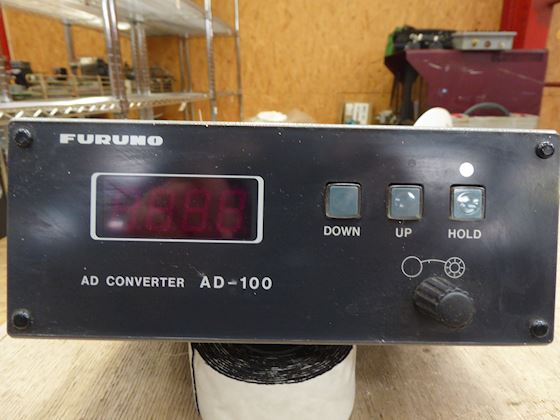 FURUNO
DOWN UP HOLD
AD CONVERTER AD-100